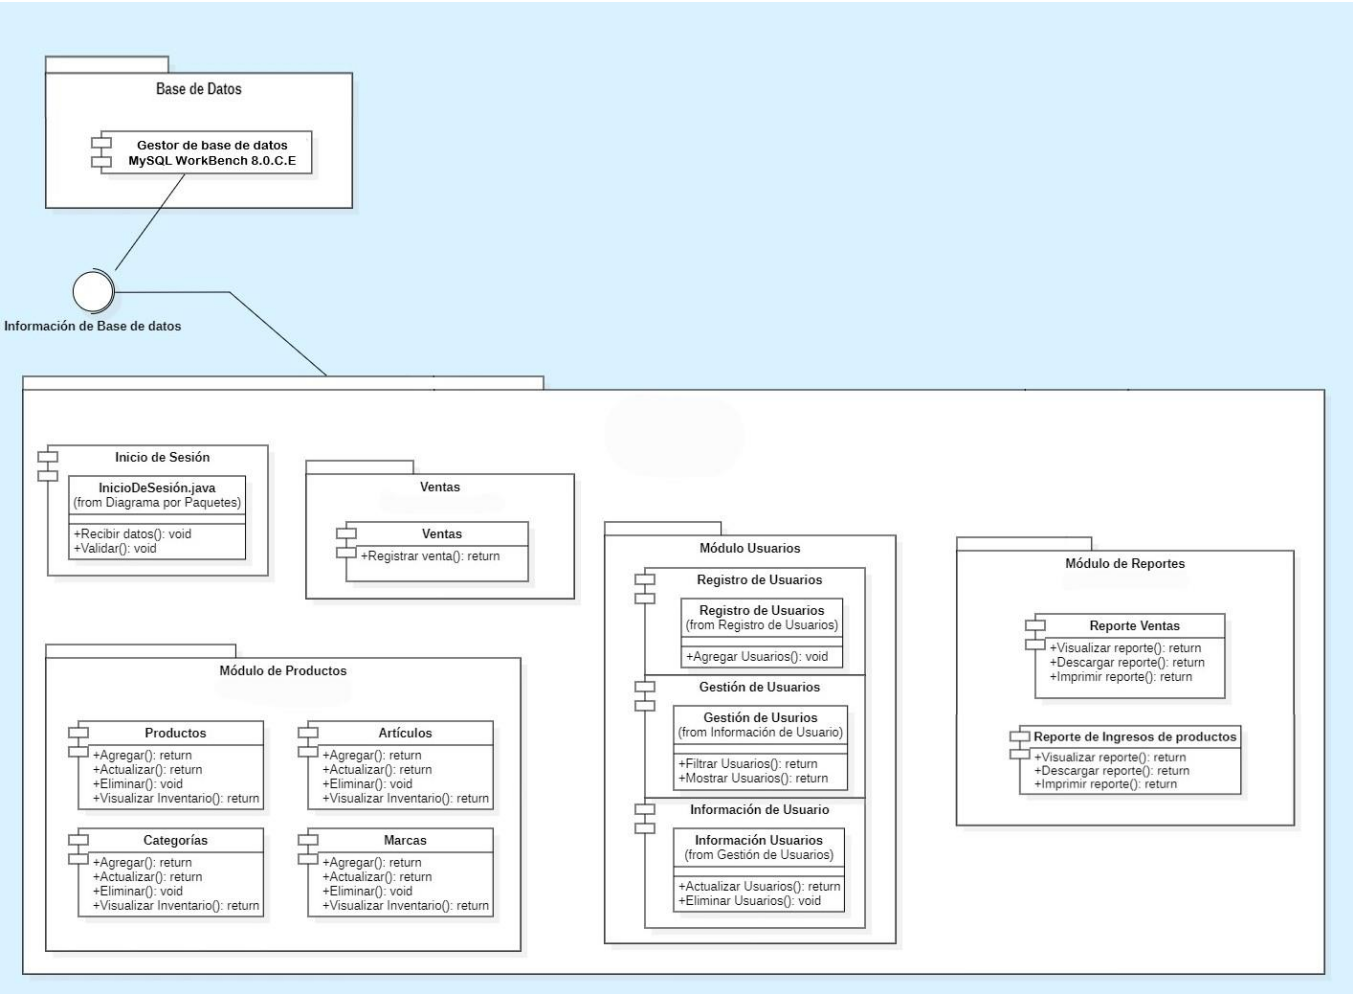 Base de Datos
Gestor de base de datos
MySQL WorkBench 8.0.C.E
Información de Base de datos
Inicio de Sesión
InicioDeSesión.java
(from Diagrama por Paquetes)
+Recibir datos(): void
+Validar(): void
Ventas
Ventas
+Registrar venta(): return
Módulo de Productos
Productos
+Agregar(): return
+Actualizar(): return
+Eliminar(): void
+Visualizar Inventario(): return
Artículos
+Agregar(): return
+Actualizar(): return
+Eliminar(): void
+Visualizar Inventario(): return
Categorías
+Agregar(): return
+Actualizar(): return
+Eliminar(): void
+Visualizar Inventario(): return
Marcas
+Agregar(): return
+Actualizar(): return
+Eliminar(): void
+Visualizar Inventario(): return
Módulo Usuarios
Registro de Usuarios
Registro de Usuarios
(from Registro de Usuarios)
+Agregar Usuarios(): void
Gestión de Usuarios
Gestión de Usurios
(from Información de Usuario)
+Filtrar Usuarios(): return
+Mostrar Usuarios(): return
Información de Usuario
Información Usuarios
(from Gestión de Usuarios)
+Actualizar Usuarios(): return
+Eliminar Usuarios(): void
Módulo de Reportes
Reporte Ventas
+Visualizar reporte(): return
+Descargar reporte(): return
+Imprimir reporte(): return
Reporte de Ingresos de productos
+Visualizar reporte(): return
+Descargar reporte(): return
+Imprimir reporte(): return